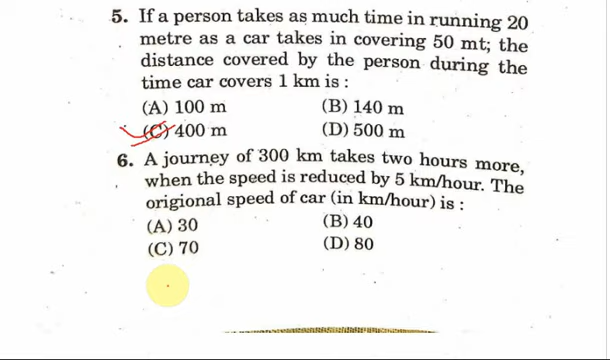 5. If a person takes as much time in running 20
metre as a car takes in covering 50 mt; the
distance covered by the person during the
time car covers 1 km is :
(A) 100 m (B) 140 m
(C) 400 m (D) 500 m
6. A journey of 300 km takes two hours more,
when the speed is reduced by 5 km/hour. The
origional speed of car (in km/hour) is :
(A) 30 (B) 40
(C) 70 (D) 80